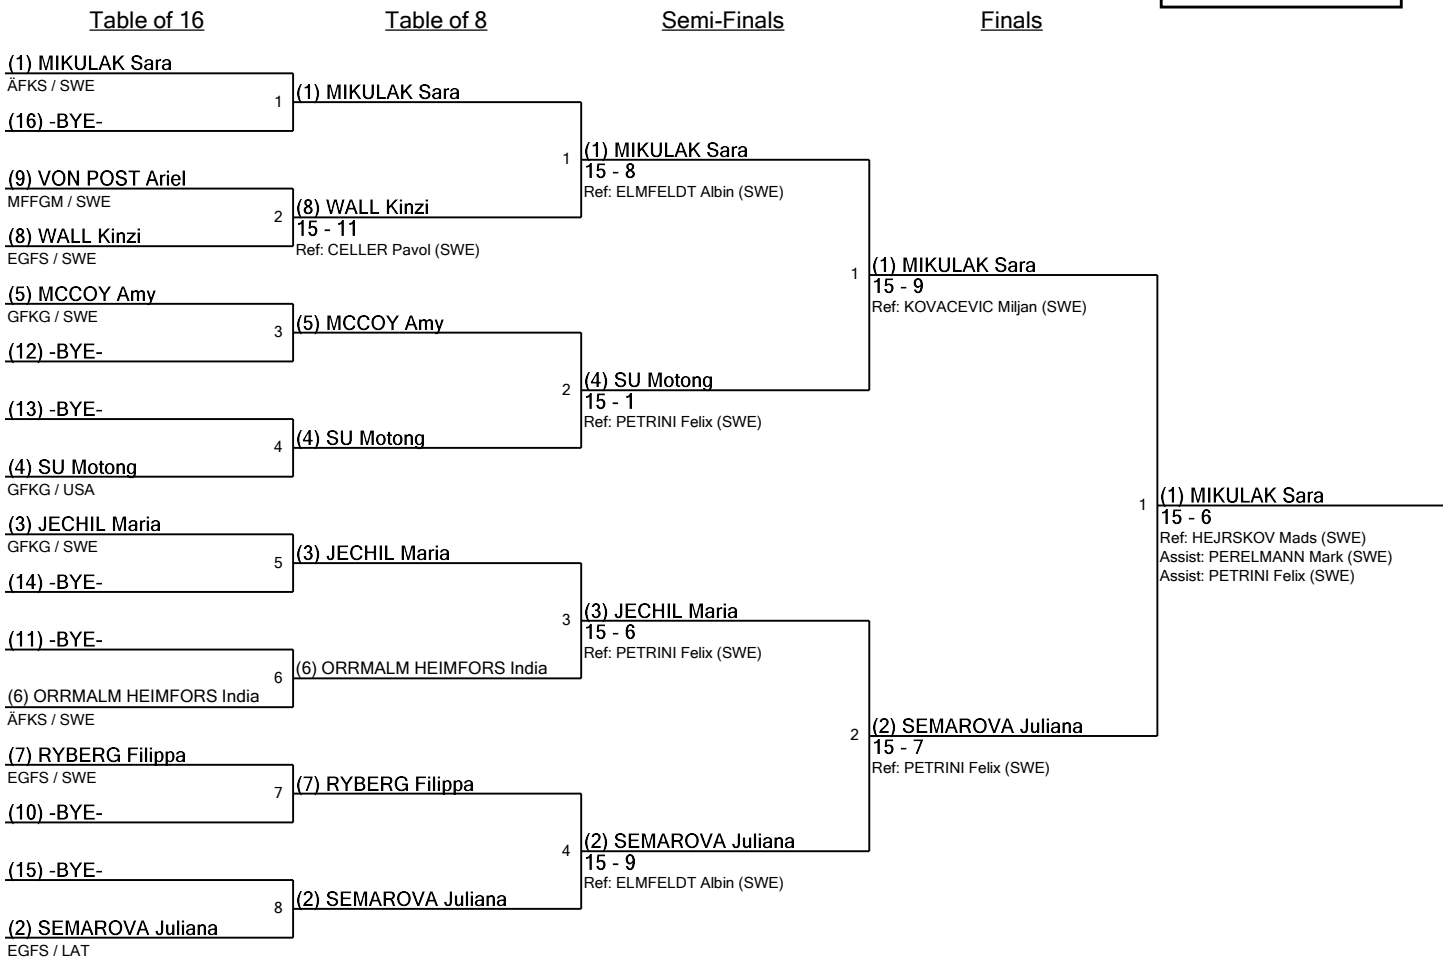 Table of 16
Table of 8
Semi-Finals
Finals
(1) MIKULAK Sara
ÄFKS / SWE
1
(16) -BYE-
(9) VON POST Ariel
MFFGM / SWE
2
(8) WALL Kinzi
EGFS / SWE
(5) MCCOY Amy
GFKG / SWE
3
(12) -BYE-
(13) -BYE-
4
(4) SU Motong
GFKG / USA
(3) JECHIL Maria
GFKG / SWE
5
(14) -BYE-
(11) -BYE-
6
(6) ORRMALM HEIMFORS India
ÄFKS / SWE
(7) RYBERG Filippa
EGFS / SWE
7
(10) -BYE-
(15) -BYE-
8
(2) SEMAROVA Juliana
EGFS / LAT
(1) MIKULAK Sara
1
(8) WALL Kinzi
15 - 11
Ref: CELLER Pavol (SWE)
(5) MCCOY Amy
2
(4) SU Motong
(3) JECHIL Maria
3
(6) ORRMALM HEIMFORS India
(7) RYBERG Filippa
4
(2) SEMAROVA Juliana
(1) MIKULAK Sara
15 - 8
Ref: ELMFELDT Albin (SWE)
1
(4) SU Motong
15 - 1
Ref: PETRINI Felix (SWE)
(3) JECHIL Maria
15 - 6
Ref: PETRINI Felix (SWE)
2
(2) SEMAROVA Juliana
15 - 9
Ref: ELMFELDT Albin (SWE)
(1) MIKULAK Sara
15 - 9
Ref: KOVACEVIC Miljan (SWE)
1
(2) SEMAROVA Juliana
15 - 7
Ref: PETRINI Felix (SWE)
(1) MIKULAK Sara
15 - 6
Ref: HEJRSKOV Mads (SWE)
Assist: PERELMANN Mark (SWE)
Assist: PETRINI Felix (SWE)